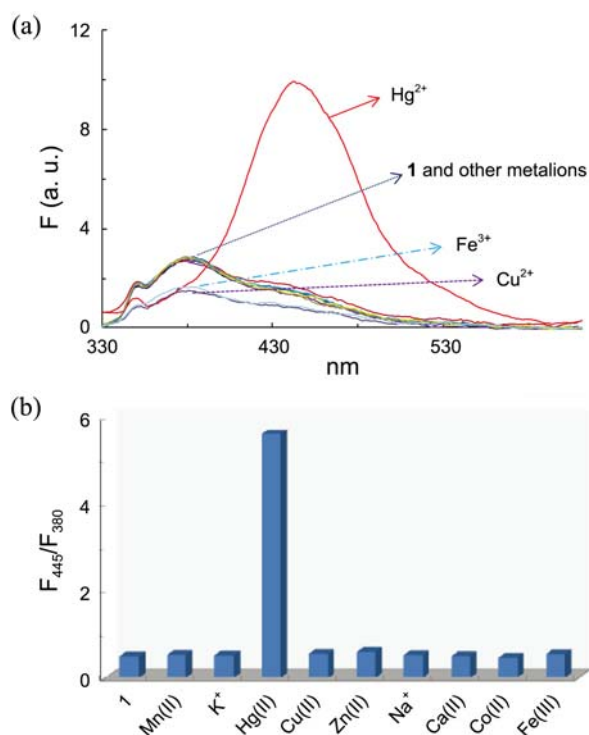 (a)
12
8
4
0
F (a. u.)
Hg²⁺
1 and other metalions
Fe³⁺
Cu²⁺
330
430
530
nm
(b)
6
4
2
0
F₄₄₅/F₃₈₀
1
Mn(II)
K⁺
Hg(II)
Cu(II)
Zn(II)
Na⁺
Ca(II)
Co(II)
Fe(III)